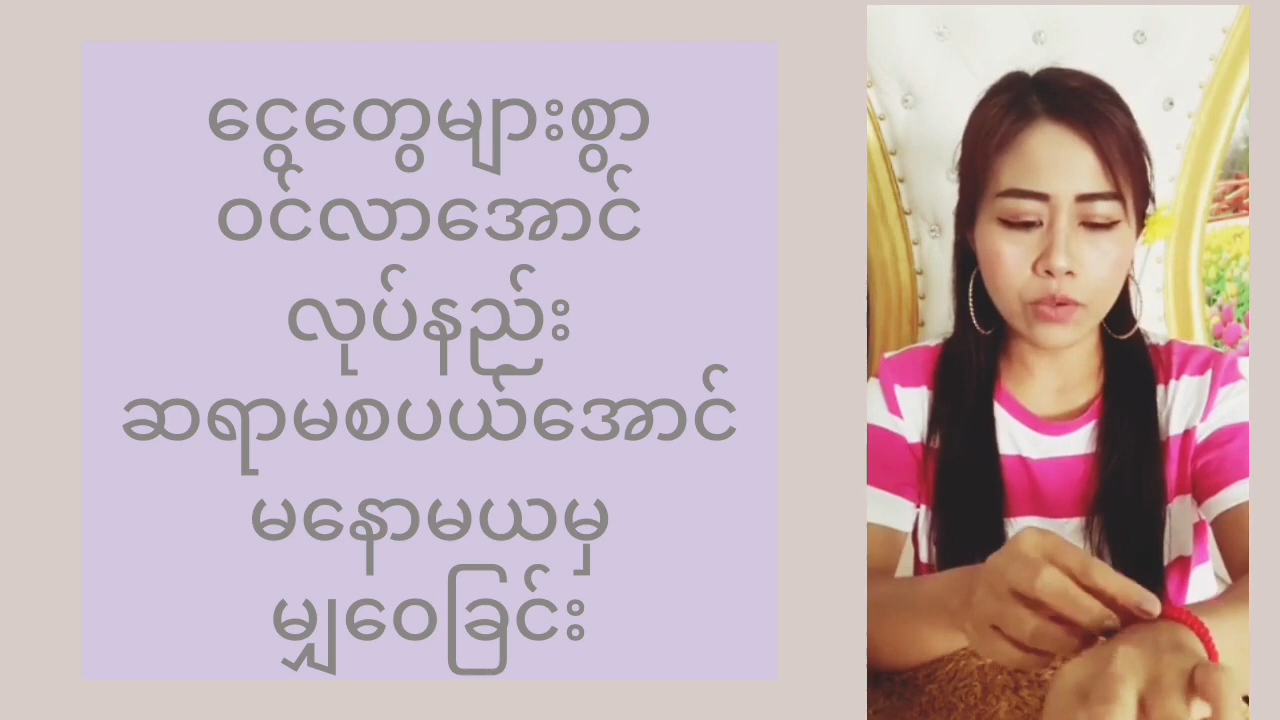 ငွေတွေများစွာ
ဝင်လာအောင်
လုပ်နည်း
ဆရာမစပယ်အောင်
မနောမယမှ
မျှဝေခြင်း